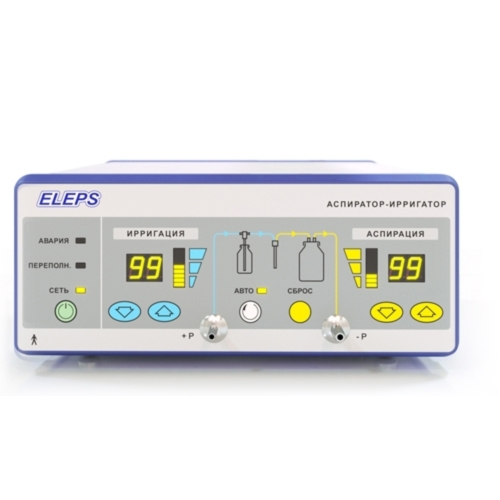 ELEPS
АСПИРАТОР-ИРРИГАТОР
ИРРИГАЦИЯ
АСПИРАЦИЯ
АВАРИЯ
ПЕРЕПОЛН.
99
99
СЕТЬ
АВТО
СБРОС
+P
-P